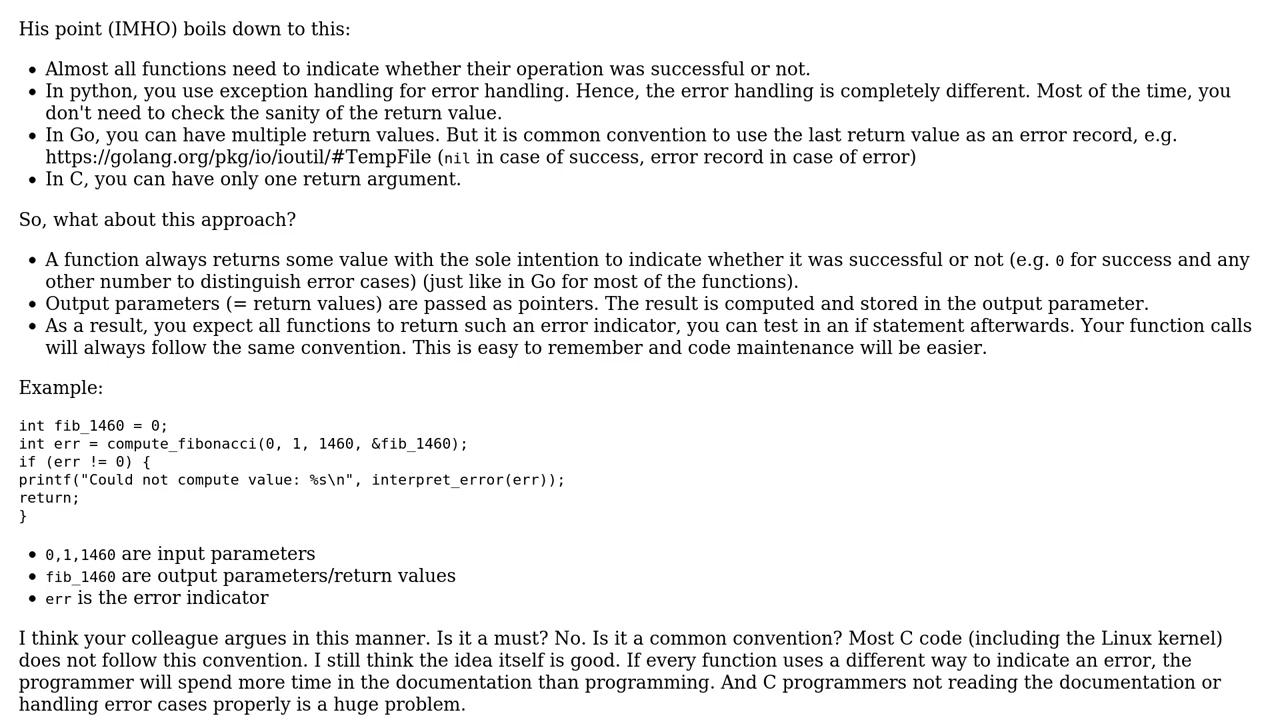 His point (IMHO) boils down to this:
• Almost all functions need to indicate whether their operation was successful or not.
• In python, you use exception handling for error handling. Hence, the error handling is completely different. Most of the time, you
don't need to check the sanity of the return value.
• In Go, you can have multiple return values. But it is common convention to use the last return value as an error record, e.g.
https://golang.org/pkg/io/ioutil/#TempFile (nil in case of success, error record in case of error)
• In C, you can have only one return argument.
So, what about this approach?
• A function always returns some value with the sole intention to indicate whether it was successful or not (e.g. 0 for success and any
other number to distinguish error cases) (just like in Go for most of the functions).
• Output parameters (= return values) are passed as pointers. The result is computed and stored in the output parameter.
• As a result, you expect all functions to return such an error indicator, you can test in an if statement afterwards. Your function calls
will always follow the same convention. This is easy to remember and code maintenance will be easier.
Example:
int fib_1460 = 0;
int err = compute_fibonacci(0, 1, 1460, &fib_1460);
if (err != 0) {
printf("Could not compute value: %s\n", interpret_error(err));
return;
}
• 0,1,1460 are input parameters
• fib_1460 are output parameters/return values
• err is the error indicator
I think your colleague argues in this manner. Is it a must? No. Is it a common convention? Most C code (including the Linux kernel)
does not follow this convention. I still think the idea itself is good. If every function uses a different way to indicate an error, the
programmer will spend more time in the documentation than programming. And C programmers not reading the documentation or
handling error cases properly is a huge problem.